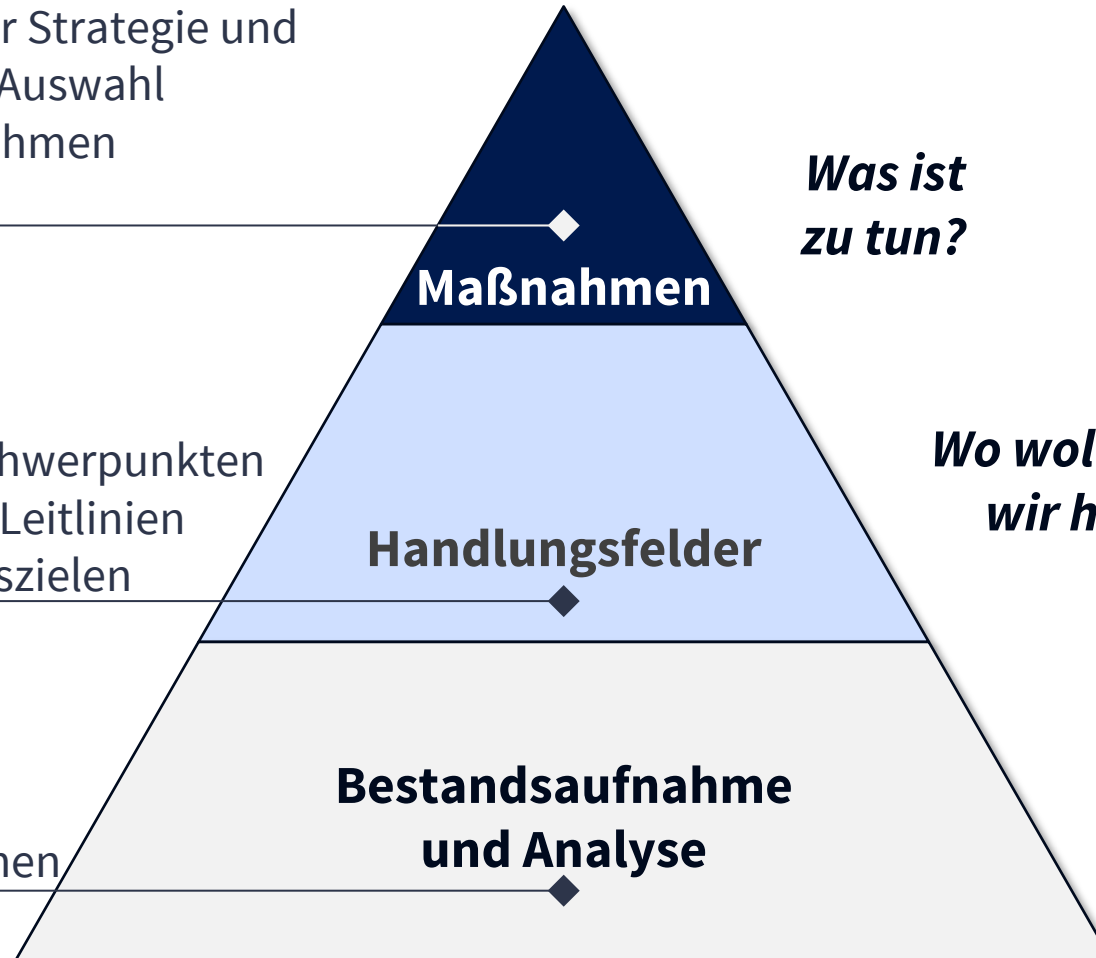 r Strategie und
Auswahl
hmen
Was ist
zu tun?
Maßnahmen
hwerpunkten
Leitlinien
szielen
Wo wol
wir h
Handlungsfelder
Bestandsaufnahme
und Analyse
nen